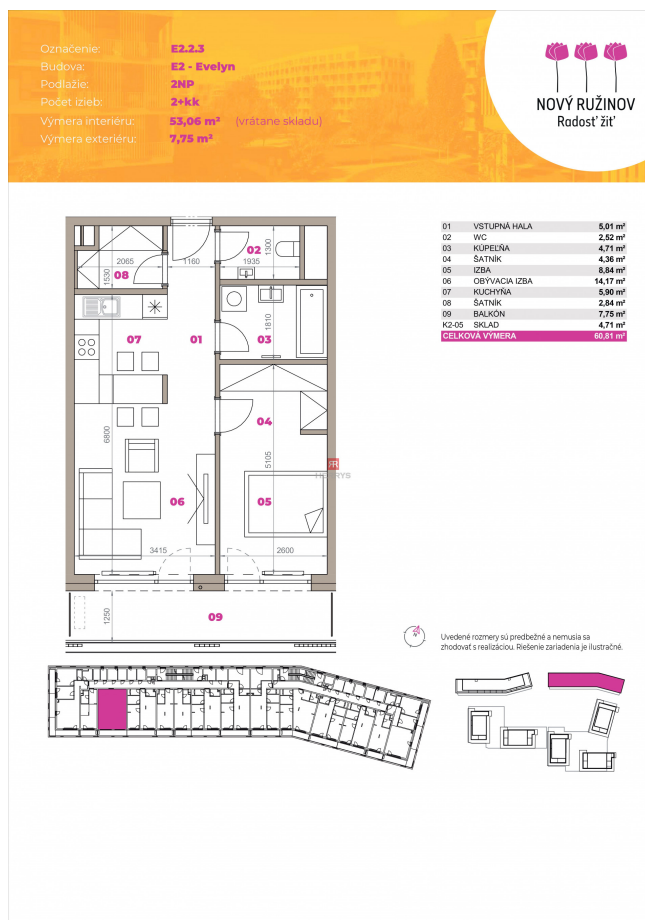 Označenie: E2.2.3
Budova: E2 - Evelyn
Podlažie: 2NP
Počet izieb: 2+kk
Výmera interiéru: 53,06 m² (vrátane skladu)
Výmera exteriéru: 7,75 m²
NOVÝ RUŽINOV
Radosť žiť
01 VSTUPNÁ HALA 5,01 m²
02 WC 2,52 m²
03 KÚPEĽŇA 4,71 m²
04 ŠATNÍK 4,36 m²
05 IZBA 8,84 m²
06 OBÝVACIA IZBA 14,17 m²
07 KUCHYŇA 5,90 m²
08 ŠATNÍK 2,84 m²
09 BALKÓN 7,75 m²
K2-05 SKLAD 4,71 m²
CELKOVÁ VÝMERA 60,81 m²
02
1300
2065
1160
1935
08
1530
07
01
03
1810
04
6800
5105
06
05
3415
2600
09
1250
Uvedené rozmery sú predbežné a nemusia sa
zhodovať s realizáciou. Riešenie zariadenia je ilustračné.